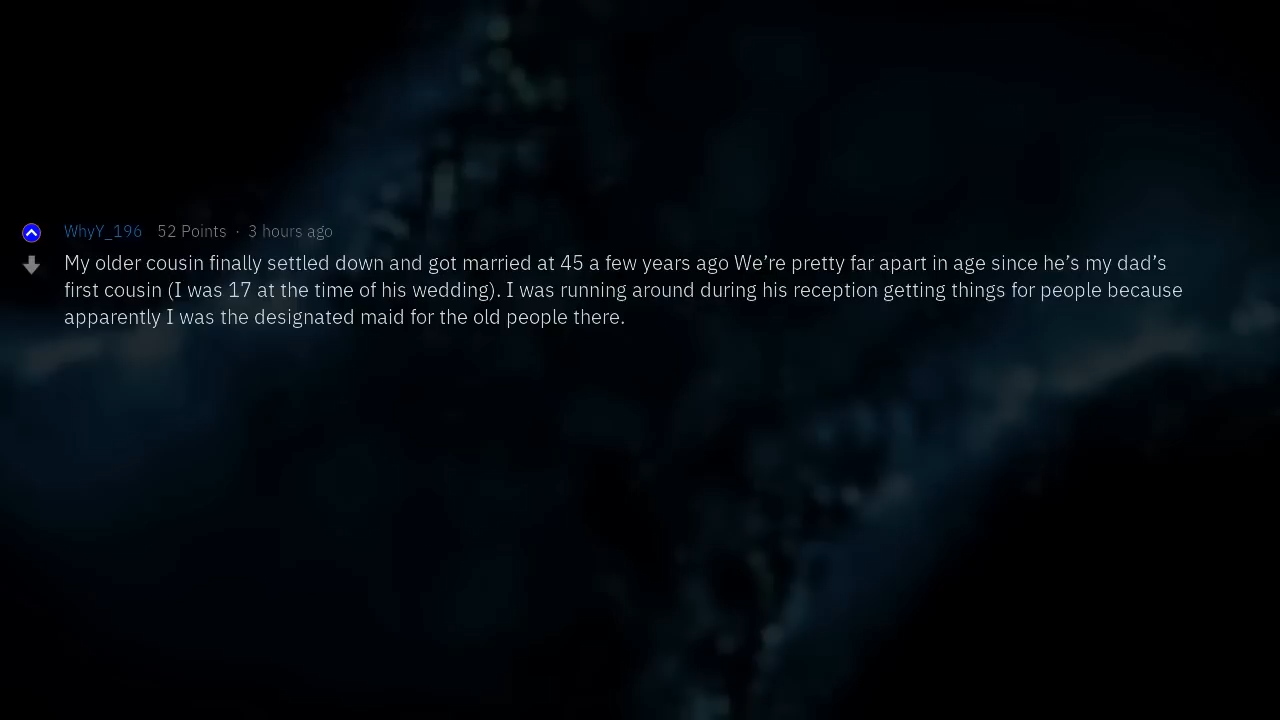 WhyY_196 52 Points · 3 hours ago
My older cousin finally settled down and got married at 45 a few years ago We’re pretty far apart in age since he’s my dad’s
first cousin (I was 17 at the time of his wedding). I was running around during his reception getting things for people because
apparently I was the designated maid for the old people there.